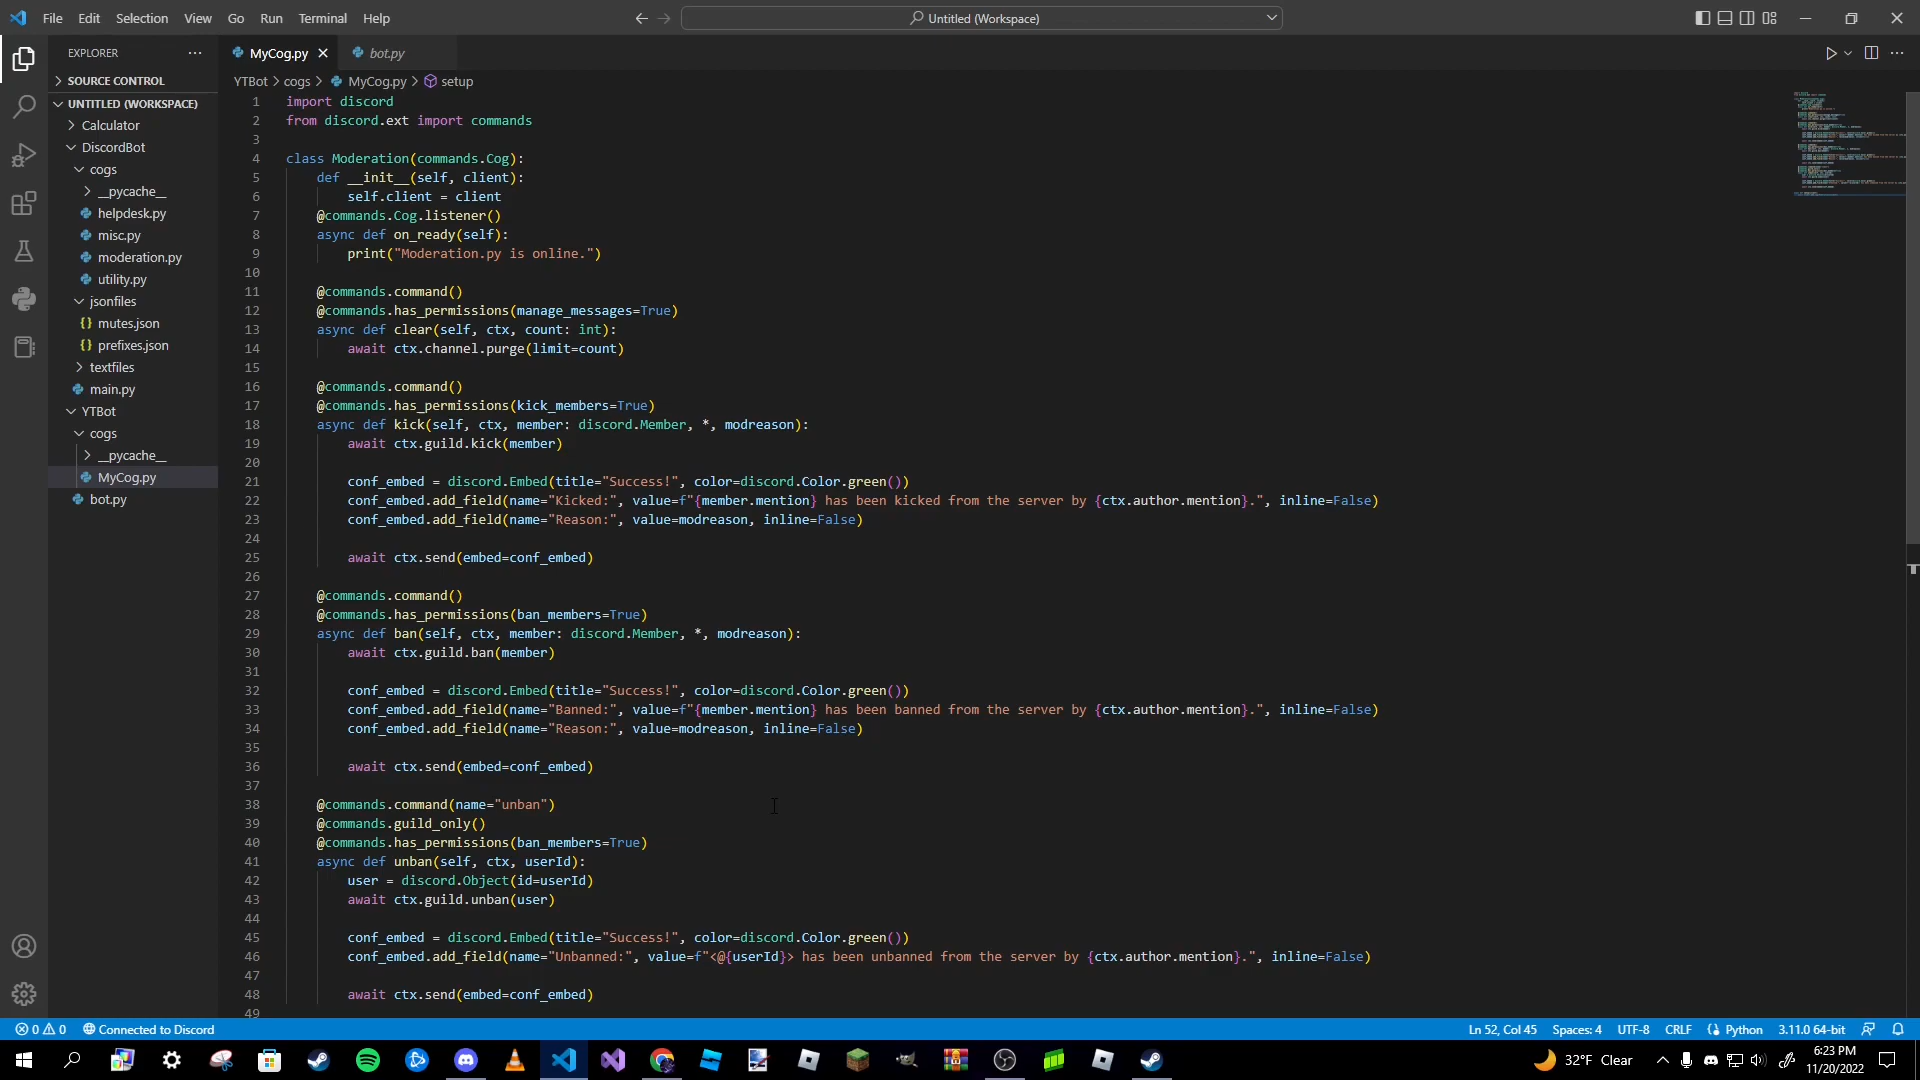 File Edit Selection View Go Run Terminal Help
Untitled (Workspace)
EXPLORER
SOURCE CONTROL
UNTITLED (WORKSPACE)
Calculator
DiscordBot
cogs
__pycache__
helpdesk.py
misc.py
moderation.py
utility.py
jsonfiles
mutes.json
prefixes.json
textfiles
main.py
YTBot
cogs
__pycache__
MyCog.py
bot.py
MyCog.py bot.py
YTBot > cogs > MyCog.py > setup
1 import discord
2 from discord.ext import commands
3
4 class Moderation(commands.Cog):
5 def __init__(self, client):
6 self.client = client
7 @commands.Cog.listener()
8 async def on_ready(self):
9 print("Moderation.py is online.")
10
11 @commands.command()
12 @commands.has_permissions(manage_messages=True)
13 async def clear(self, ctx, count: int):
14 await ctx.channel.purge(limit=count)
15
16 @commands.command()
17 @commands.has_permissions(kick_members=True)
18 async def kick(self, ctx, member: discord.Member, *, modreason):
19 await ctx.guild.kick(member)
20
21 conf_embed = discord.Embed(title="Success!", color=discord.Color.green())
22 conf_embed.add_field(name="Kicked:", value=f"{member.mention} has been kicked from the server by {ctx.author.mention}.", inline=False)
23 conf_embed.add_field(name="Reason:", value=modreason, inline=False)
24
25 await ctx.send(embed=conf_embed)
26
27 @commands.command()
28 @commands.has_permissions(ban_members=True)
29 async def ban(self, ctx, member: discord.Member, *, modreason):
30 await ctx.guild.ban(member)
31
32 conf_embed = discord.Embed(title="Success!", color=discord.Color.green())
33 conf_embed.add_field(name="Banned:", value=f"{member.mention} has been banned from the server by {ctx.author.mention}.", inline=False)
34 conf_embed.add_field(name="Reason:", value=modreason, inline=False)
35
36 await ctx.send(embed=conf_embed)
37
38 @commands.command(name="unban")
39 @commands.guild_only()
40 @commands.has_permissions(ban_members=True)
41 async def unban(self, ctx, userId):
42 user = discord.Object(id=userId)
43 await ctx.guild.unban(user)
44
45 conf_embed = discord.Embed(title="Success!", color=discord.Color.green())
46 conf_embed.add_field(name="Unbanned:", value=f"<@{userId}> has been unbanned from the server by {ctx.author.mention}.", inline=False)
47
48 await ctx.send(embed=conf_embed)
49
0 0 Connected to Discord
Ln 52, Col 45 Spaces: 4 UTF-8 CRLF Python 3.11.0 64-bit
32°F Clear
6:23 PM
11/20/2022